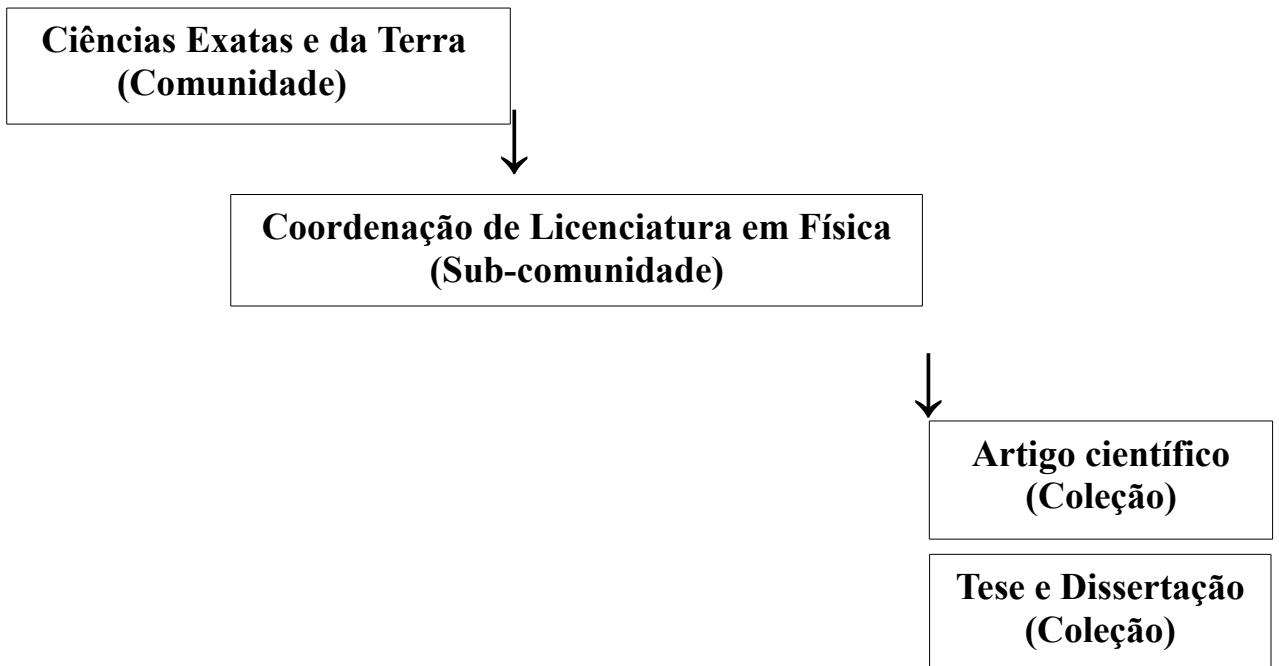 Ciências Exatas e da Terra
(Comunidade)
Coordenação de Licenciatura em Física
(Sub-comunidade)
Artigo científico
(Coleção)
Tese e Dissertação
(Coleção)